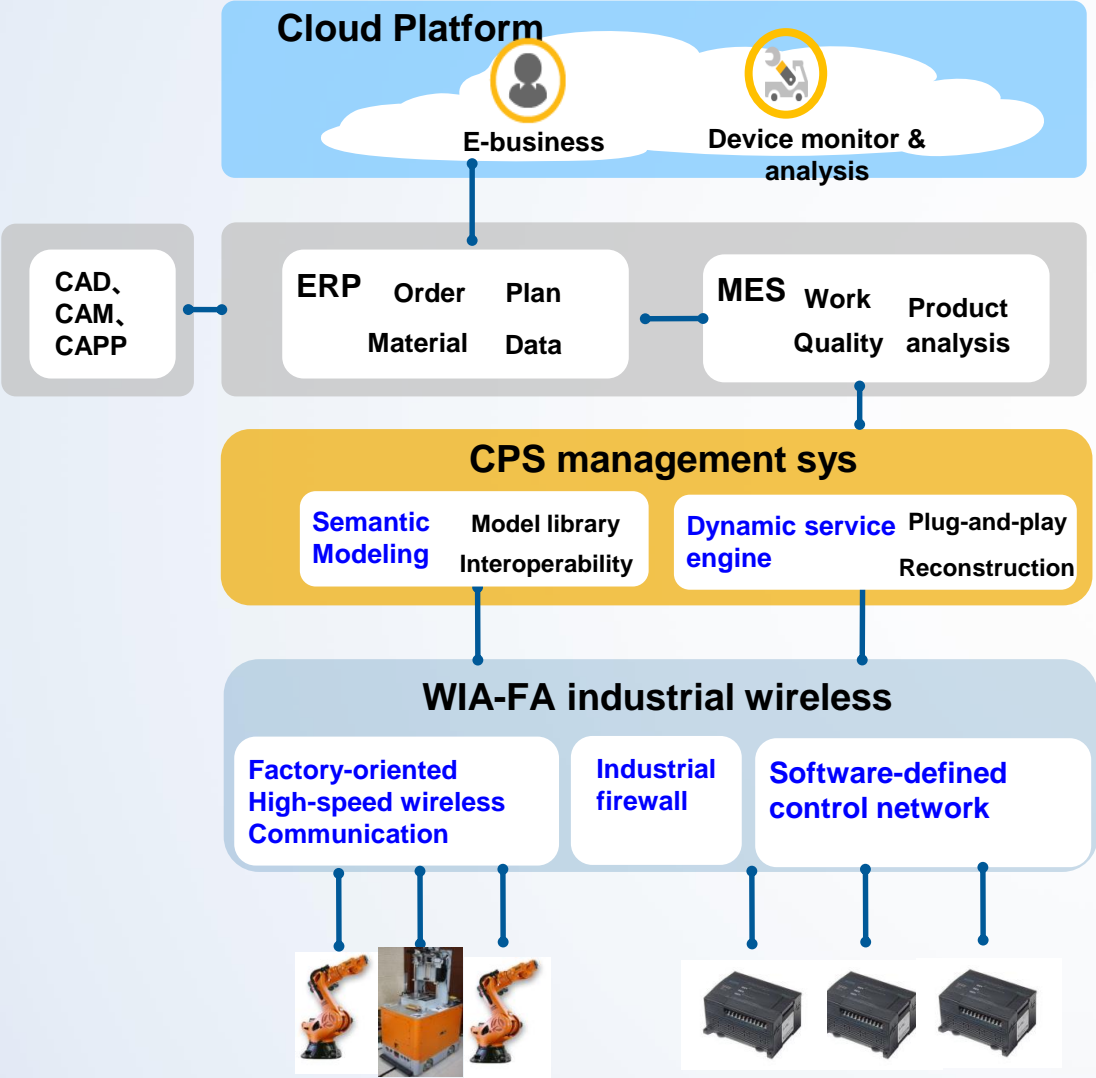 Cloud Platform
E-business
Device monitor &
analysis
CAD、
CAM、
CAPP
ERP
Order
Plan
Material
Data
MES
Work
Quality
Product
analysis
CPS management sys
Semantic
Modeling
Model library
Interoperability
Dynamic service
engine
Plug-and-play
Reconstruction
WIA-FA industrial wireless
Factory-oriented
High-speed wireless
Communication
Industrial
firewall
Software-defined
control network